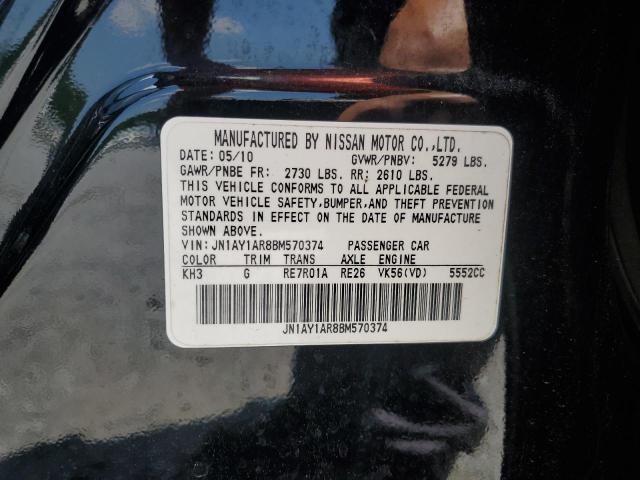 MANUFACTURED BY NISSAN MOTOR CO.,LTD.
DATE: 05/10 GVWR/PNBV: 5279 LBS.
GAWR/PNBE FR: 2730 LBS. RR: 2610 LBS.
THIS VEHICLE CONFORMS TO ALL APPLICABLE FEDERAL
MOTOR VEHICLE SAFETY,BUMPER,AND THEFT PREVENTION
STANDARDS IN EFFECT ON THE DATE OF MANUFACTURE
SHOWN ABOVE.
VIN: JN1AY1AR8BM570374 PASSENGER CAR
COLOR TRIM TRANS AXLE ENGINE
KH3 G RE7R01A RE26 VK56(VD) 5552CC
JN1AY1AR8BM570374